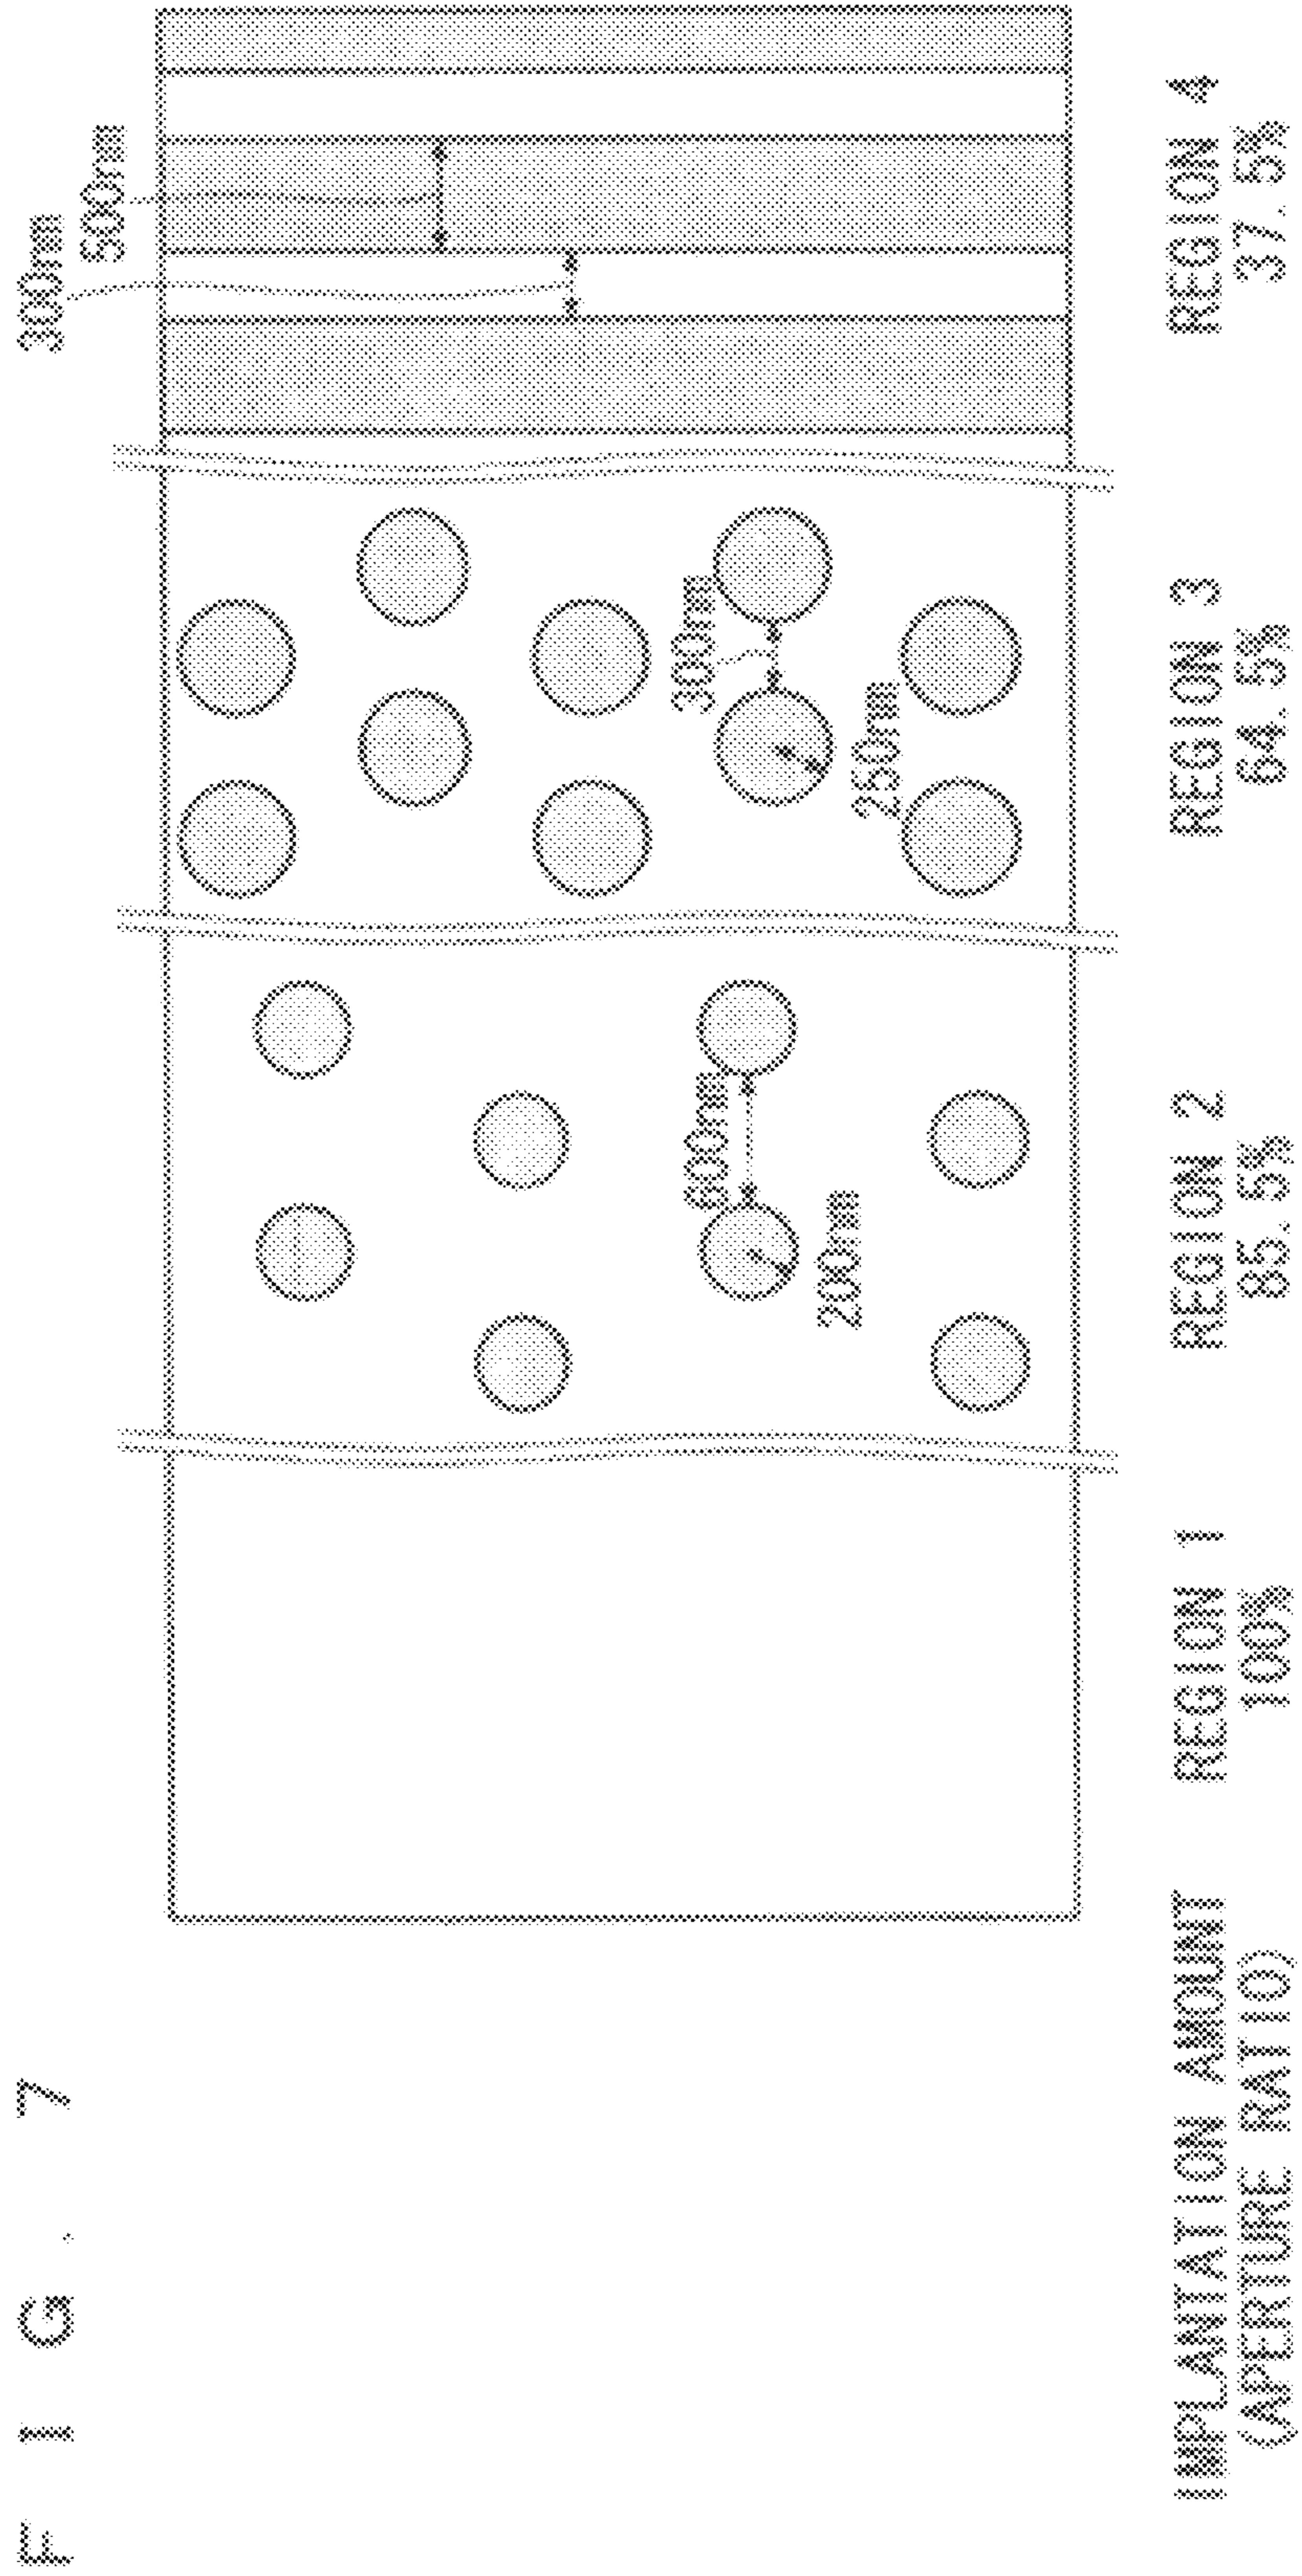 FIG. 7
300nm
500nm
600nm
200nm
300nm
250nm
IMPLANTATION AMOUNT
(APERTURE RATIO)
REGION 1
100%
REGION 2
85.5%
REGION 3
64.5%
REGION 4
37.5%